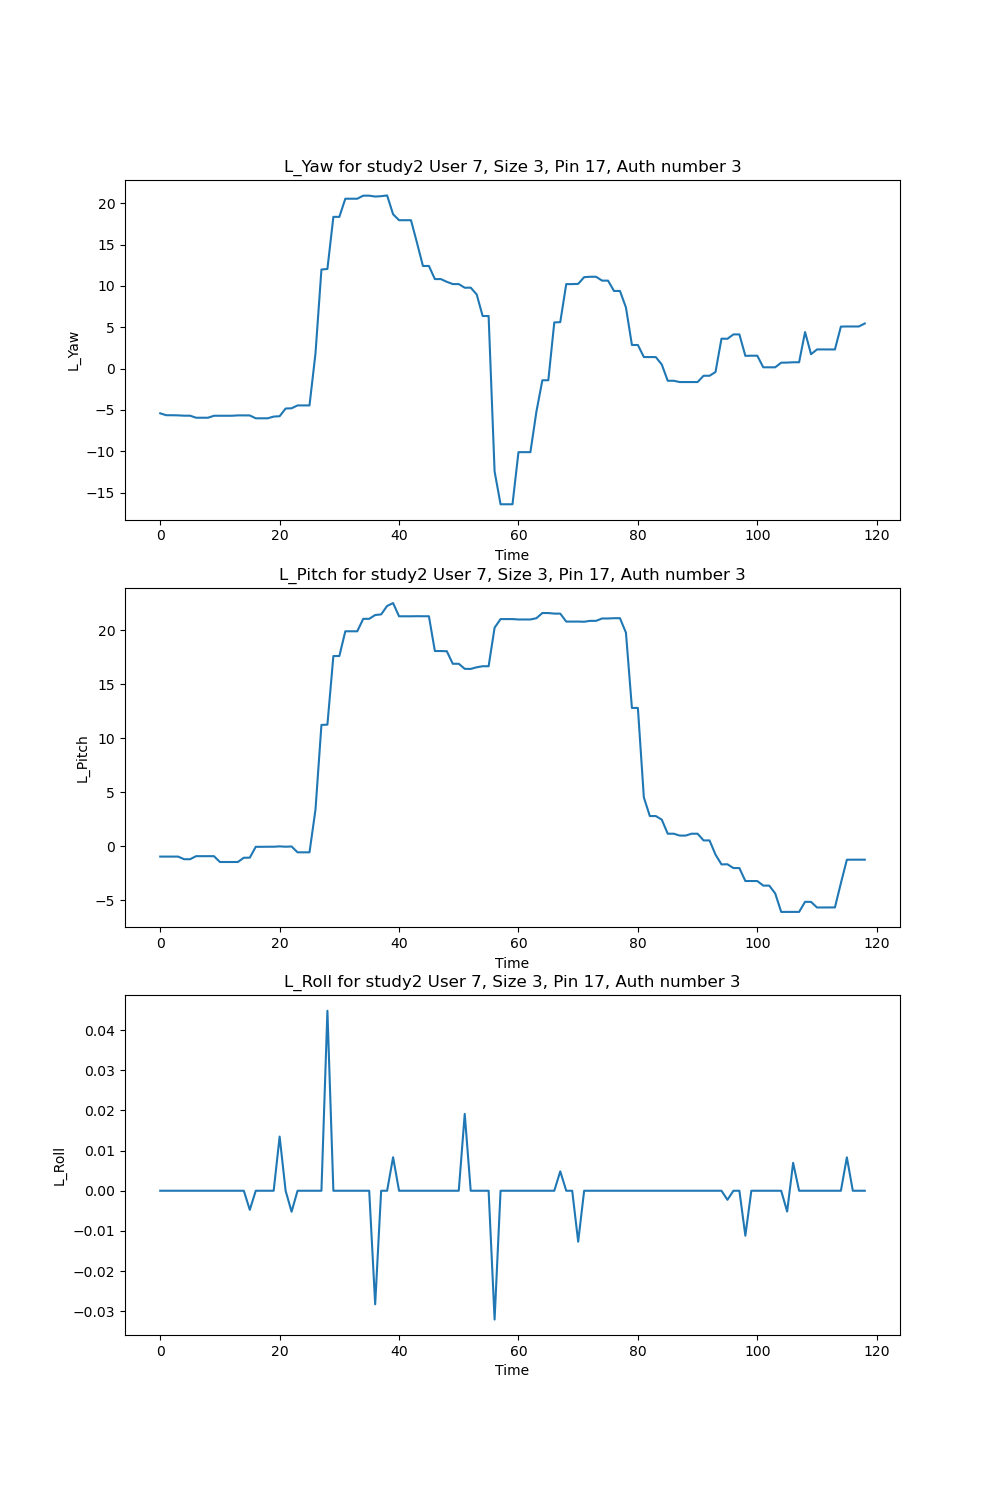 L_Yaw for study2 User 7, Size 3, Pin 17, Auth number 3
20
15
10
5
0
−5
−10
−15
L_Yaw
0 20 40 60 80 100 120
Time
L_Pitch for study2 User 7, Size 3, Pin 17, Auth number 3
20
15
10
5
0
−5
L_Pitch
0 20 40 60 80 100 120
Time
L_Roll for study2 User 7, Size 3, Pin 17, Auth number 3
0.04
0.03
0.02
0.01
0.00
−0.01
−0.02
−0.03
L_Roll
0 20 40 60 80 100 120
Time